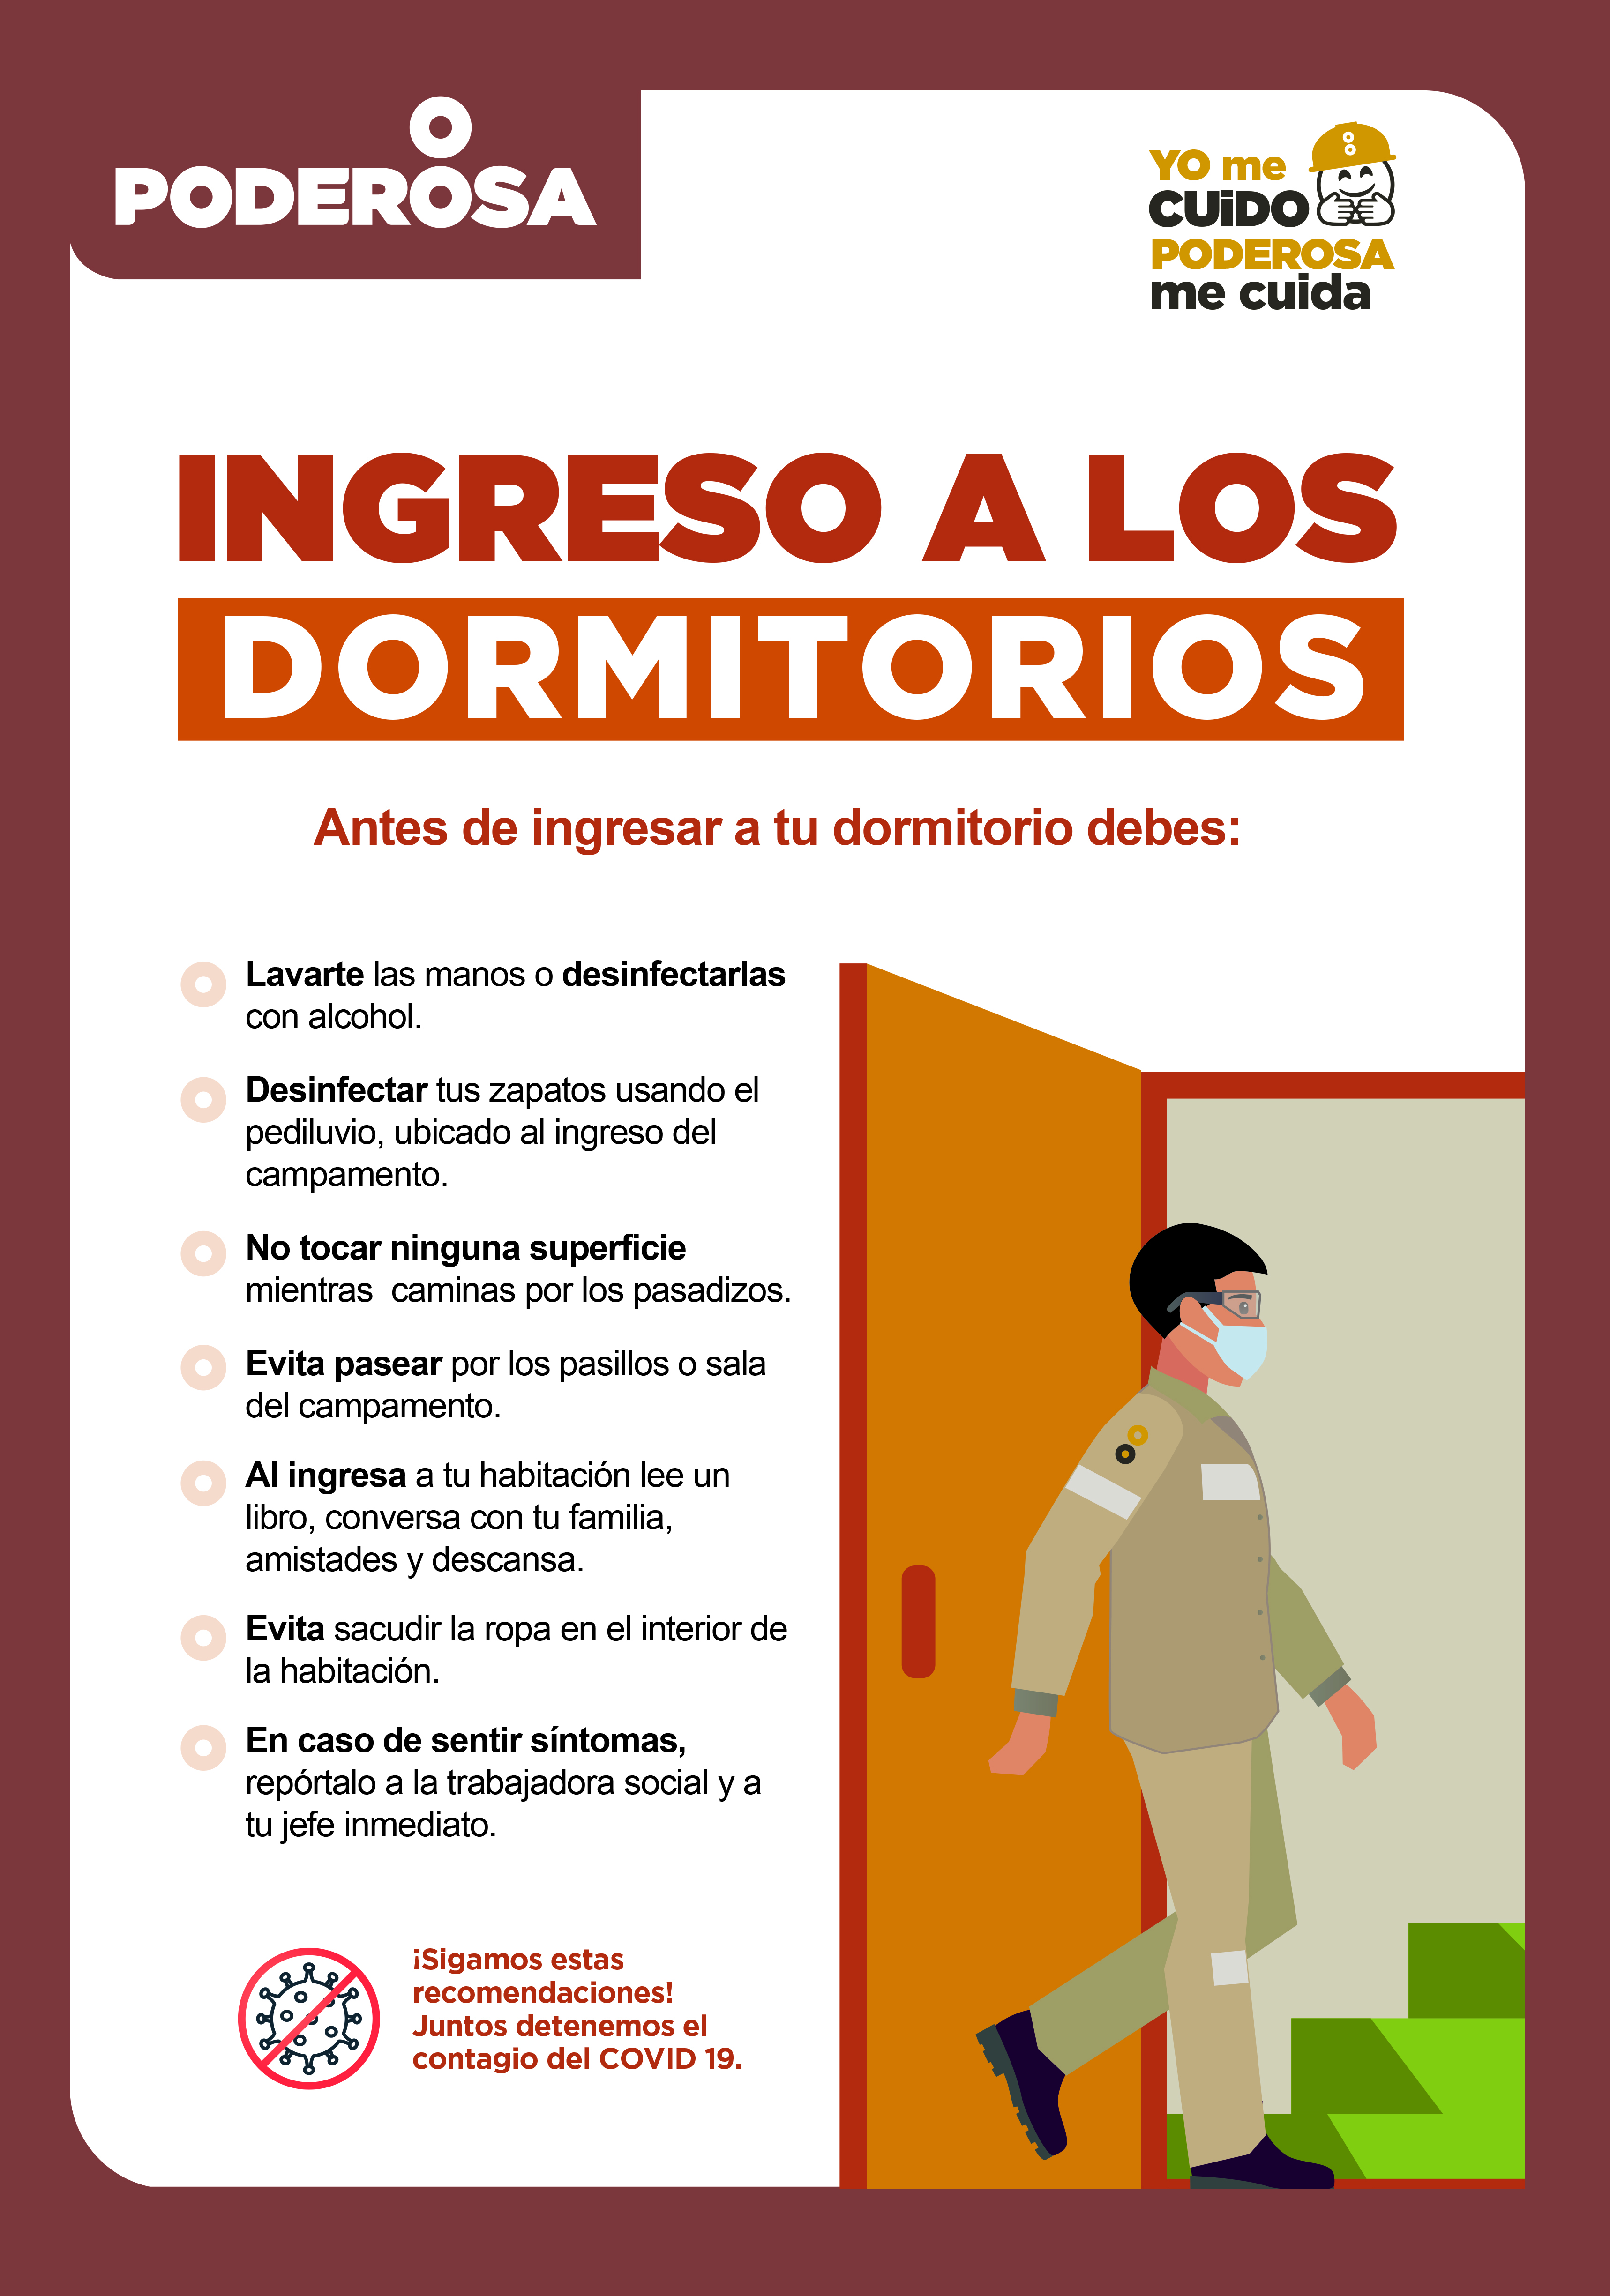 PODEROSA
YO me
CUiDO
PODEROSA
me cuida
INGRESO A LOS
DORMITORIOS
Antes de ingresar a tu dormitorio debes:
Lavarte las manos o desinfectarlas
con alcohol.
Desinfectar tus zapatos usando el
pediluvio, ubicado al ingreso del
campamento.
No tocar ninguna superficie
mientras  caminas por los pasadizos.
Evita pasear por los pasillos o sala
del campamento.
Al ingresa a tu habitación lee un
libro, conversa con tu familia,
amistades y descansa.
Evita sacudir la ropa en el interior de
la habitación.
En caso de sentir síntomas,
repórtalo a la trabajadora social y a
tu jefe inmediato.
¡Sigamos estas
recomendaciones!
Juntos detenemos el
contagio del COVID 19.